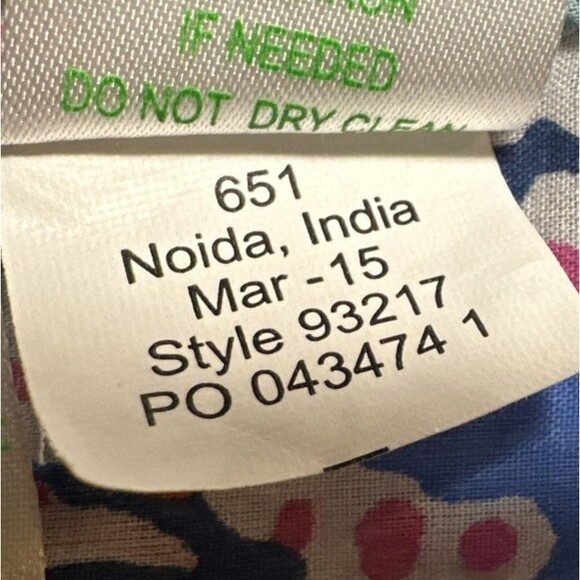 IF NEEDED
DO NOT DRY CLEAN
651
Noida, India
Mar -15
Style 93217
PO 043474 1